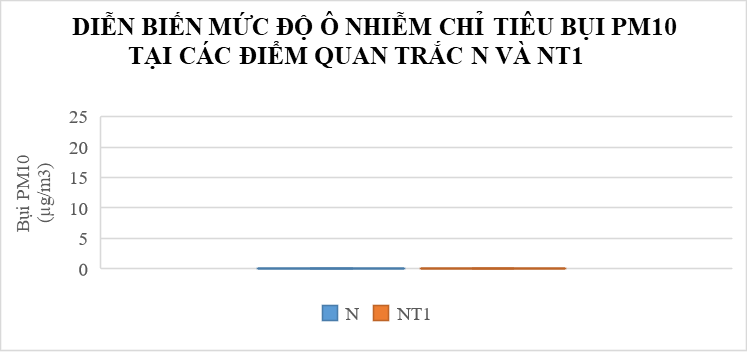 DIỄN BIẾN MỨC ĐỘ Ô NHIỄM CHỈ TIÊU BỤI PM10
TẠI CÁC ĐIỂM QUAN TRẮC N VÀ NT1
25
20
15
10
5
0
Bụi PM10
(µg/m3)
N
NT1